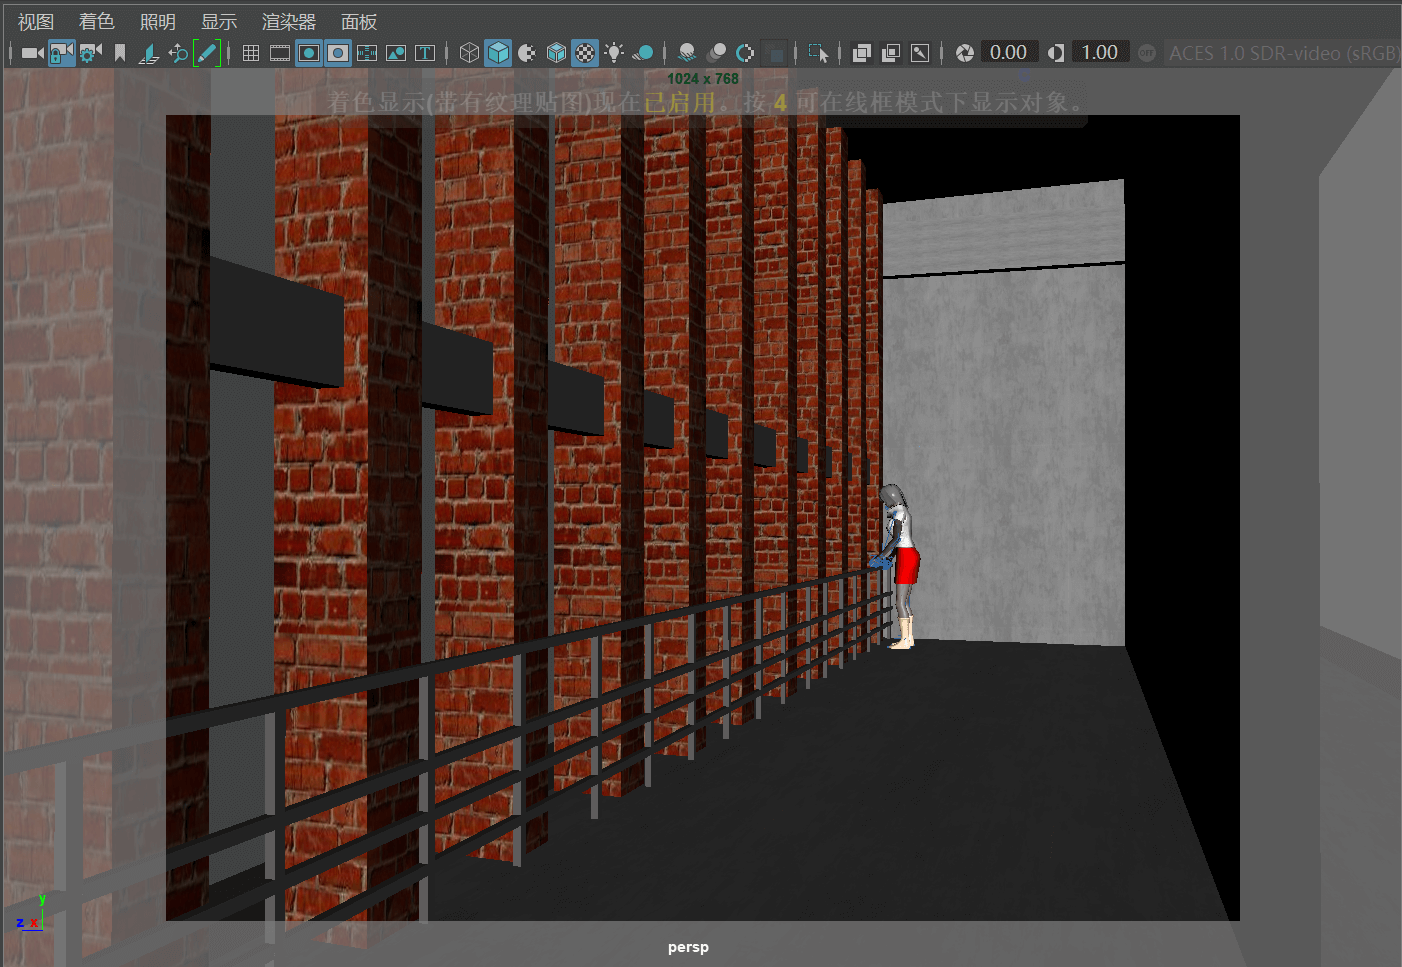 视图 着色 照明 显示 渲染器 面板
0.00 1.00 off ACES 1.0 SDR-video (sRGB)
1024 x 768
着色显示(带有纹理贴图)现在已启用。按 4 可在线框模式下显示对象。
y
z x
persp